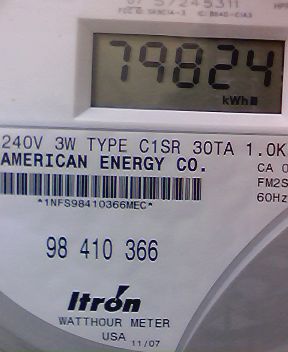 79824
kWh
240V 3W TYPE C1SR 30TA 1.0K
AMERICAN ENERGY CO.
CA 0
FM2S
60Hz
*1NFS98410366MEC*
98 410 366
Itron
WATTHOUR METER
USA 11/07